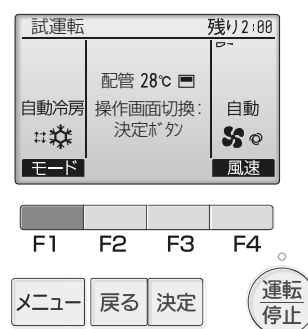 試運転 残り2:00
配管 28℃
自動冷房 操作画面切換: 自動
決定ボタン
モード 風速
F1 F2 F3 F4
メニュー 戻る 決定 運転
停止